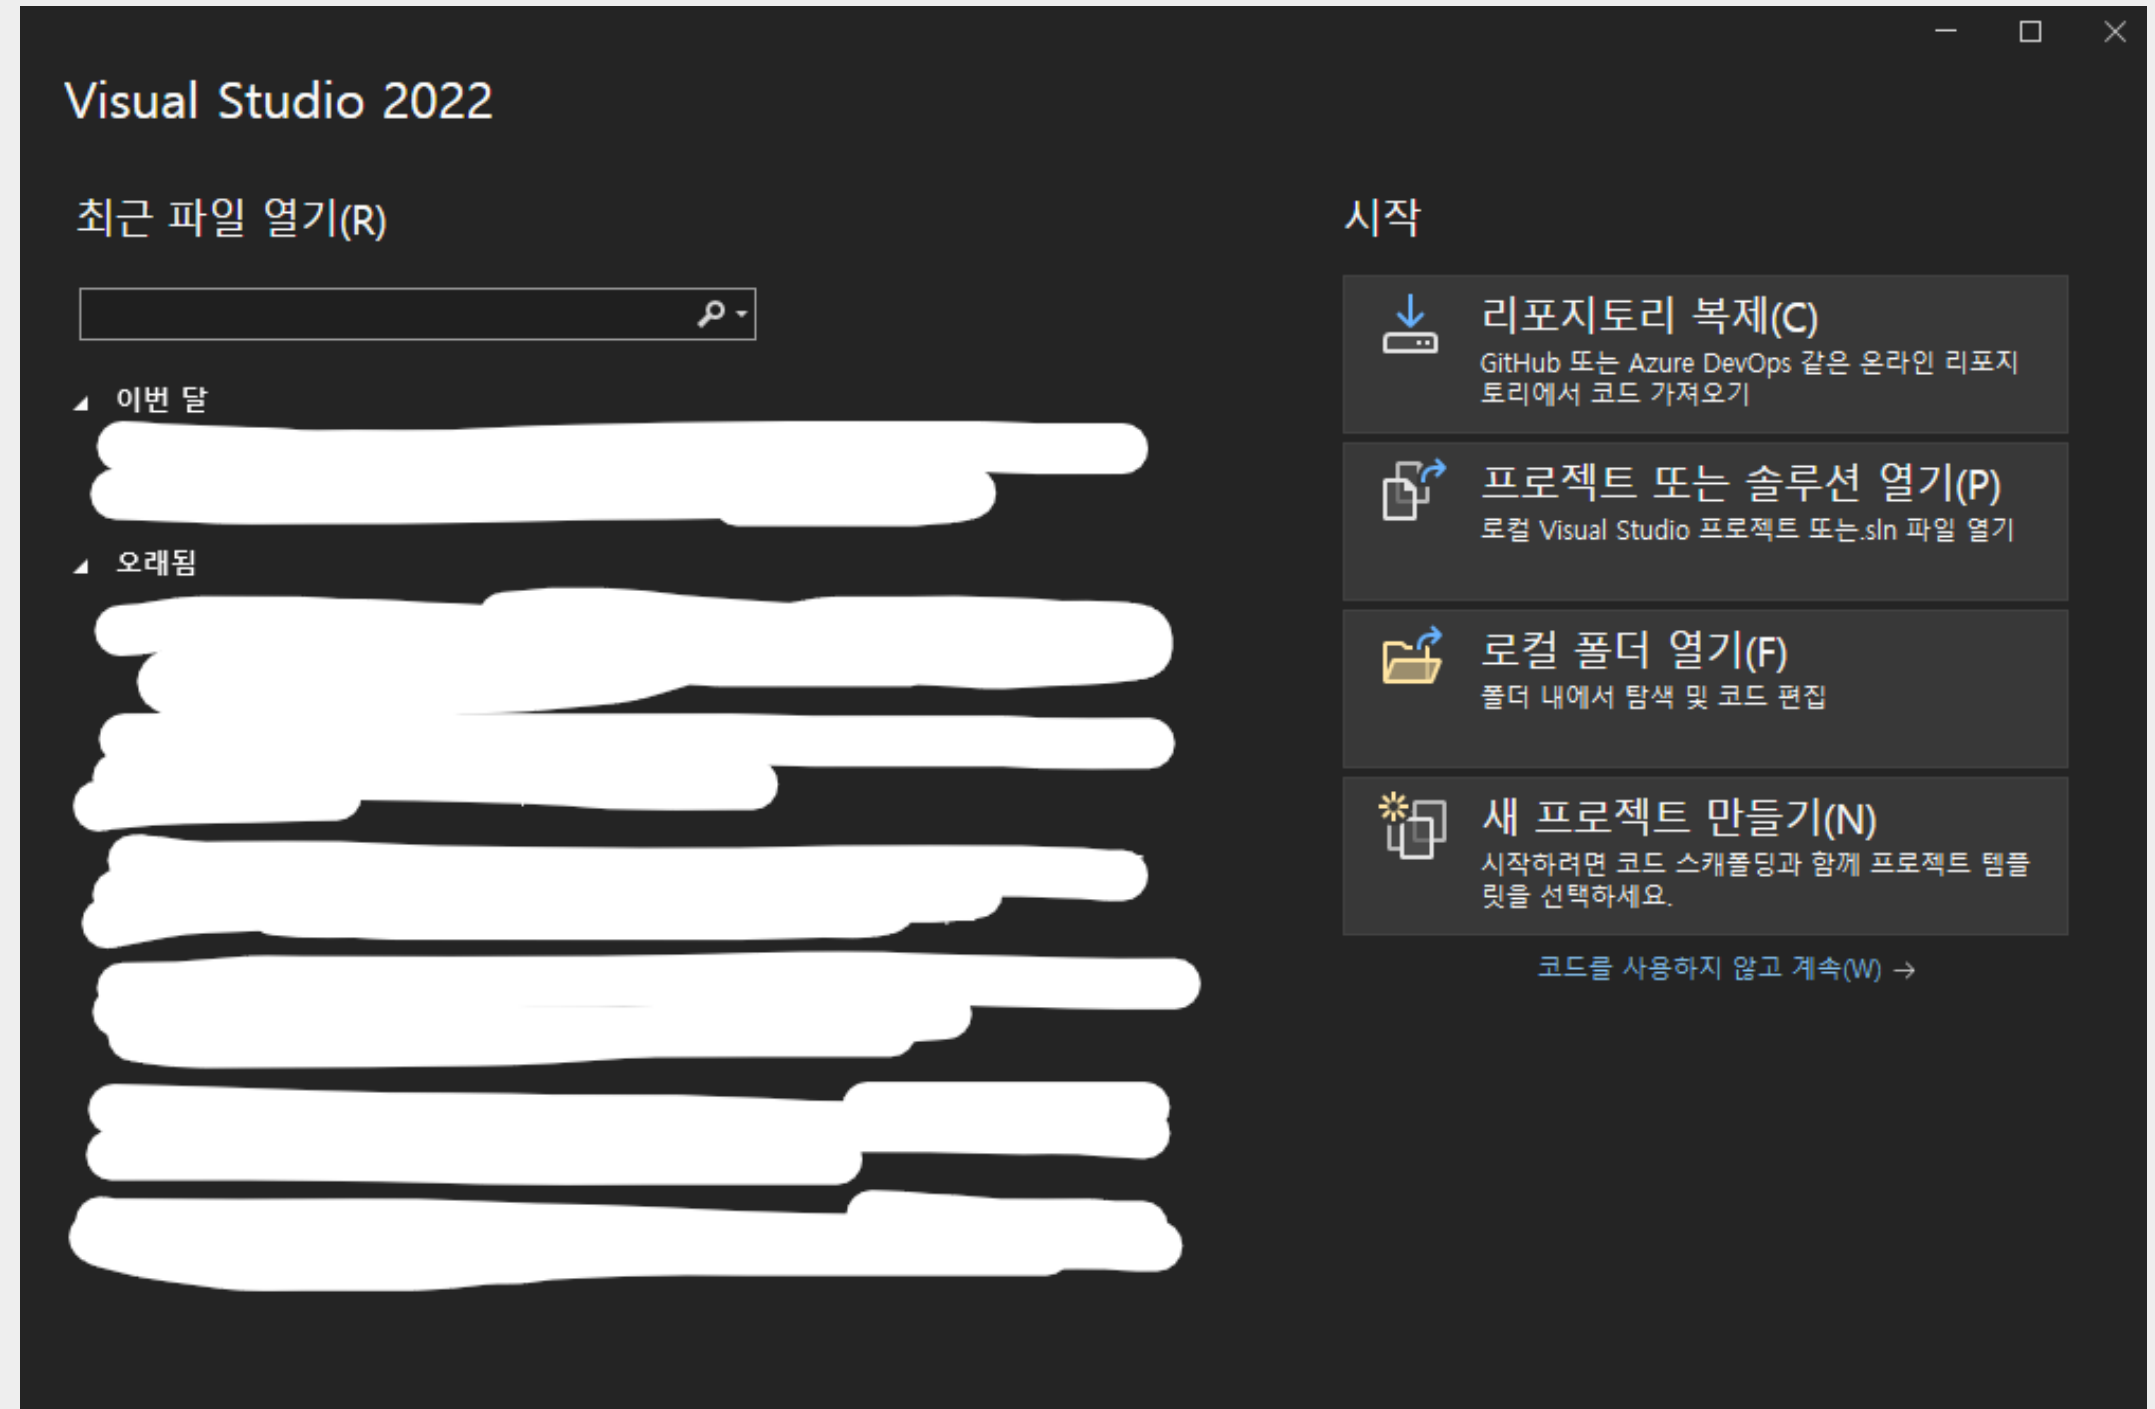 Visual Studio 2022
최근 파일 열기(R)
이번 달
오래됨
시작
리포지토리 복제(C)
GitHub 또는 Azure DevOps 같은 온라인 리포지
토리에서 코드 가져오기
프로젝트 또는 솔루션 열기(P)
로컬 Visual Studio 프로젝트 또는.sln 파일 열기
로컬 폴더 열기(F)
폴더 내에서 탐색 및 코드 편집
새 프로젝트 만들기(N)
시작하려면 코드 스캐폴딩과 함께 프로젝트 템플
릿을 선택하세요.
코드를 사용하지 않고 계속(W) →